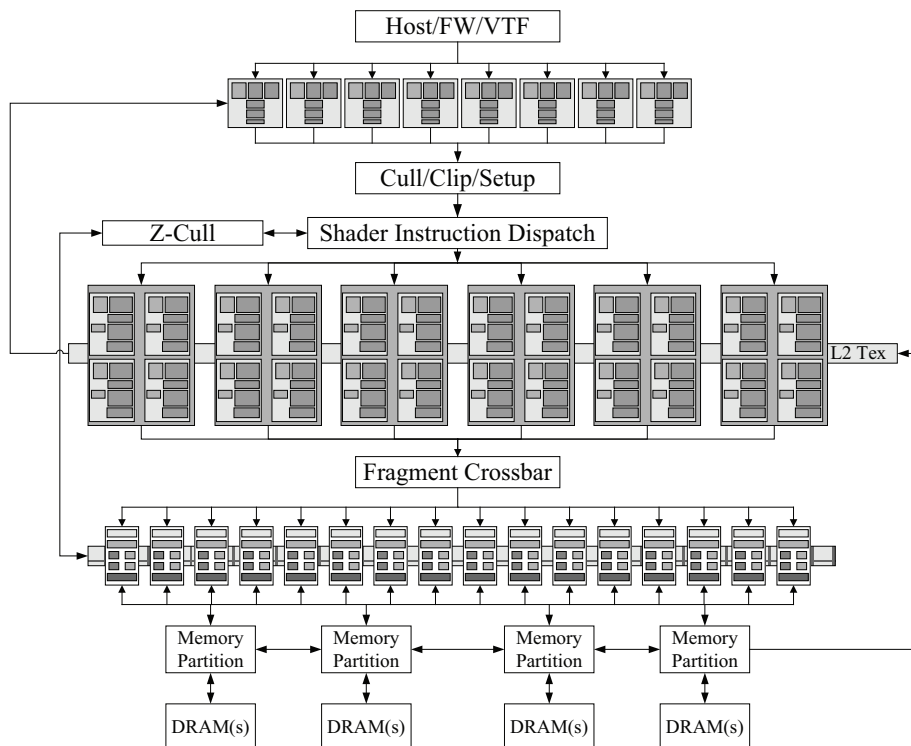 Host/FW/VTF
Cull/Clip/Setup
Z-Cull
Shader Instruction Dispatch
L2 Tex
Fragment Crossbar
Memory
Partition
Memory
Partition
Memory
Partition
Memory
Partition
DRAM(s)
DRAM(s)
DRAM(s)
DRAM(s)